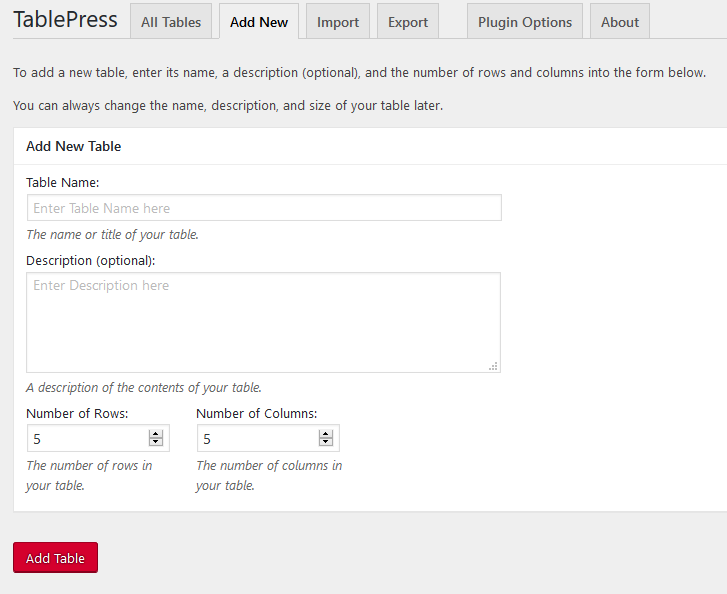 TablePress All Tables Add New Import Export Plugin Options About
To add a new table, enter its name, a description (optional), and the number of rows and columns into the form below.
You can always change the name, description, and size of your table later.
Add New Table
Table Name:
Enter Table Name here
The name or title of your table.
Description (optional):
Enter Description here
A description of the contents of your table.
Number of Rows: Number of Columns:
5 5
The number of rows in The number of columns in
your table. your table.
Add Table